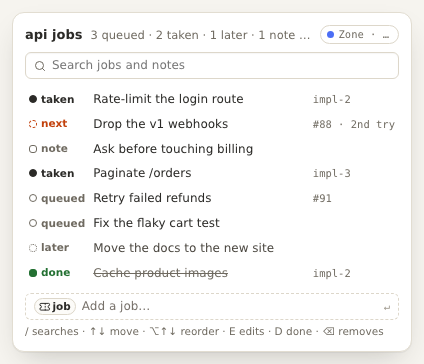 api jobs 3 queued · 2 taken · 1 later · 1 note … Zone · …
Search jobs and notes
taken Rate-limit the login route impl-2
next Drop the v1 webhooks #88 · 2nd try
note Ask before touching billing
taken Paginate /orders impl-3
queued Retry failed refunds #91
queued Fix the flaky cart test
later Move the docs to the new site
done Cache product images impl-2
job Add a job… ↵
/ searches · ↑↓ move · ⌥↑↓ reorder · E edits · D done · ⌫ removes